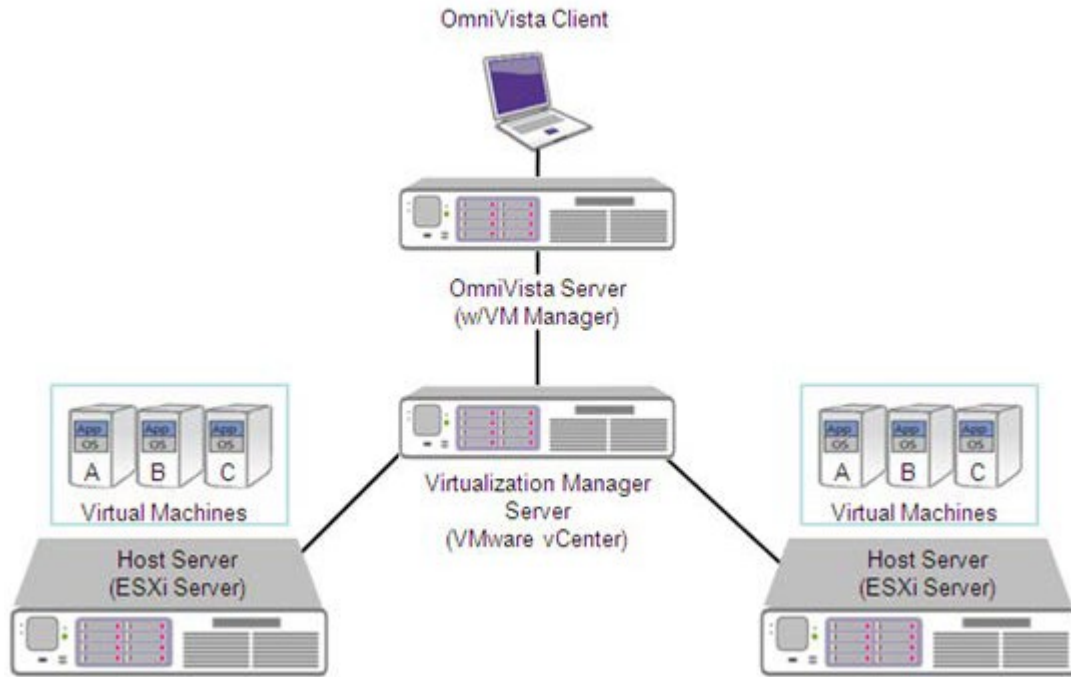 OmniVista Client
OmniVista Server
(w/VM Manager)
App App App
OS OS OS
A B C
Virtual Machines
Host Server
(ESXi Server)
Virtualization Manager
Server
(VMware vCenter)
App App App
OS OS OS
A B C
Virtual Machines
Host Server
(ESXi Server)